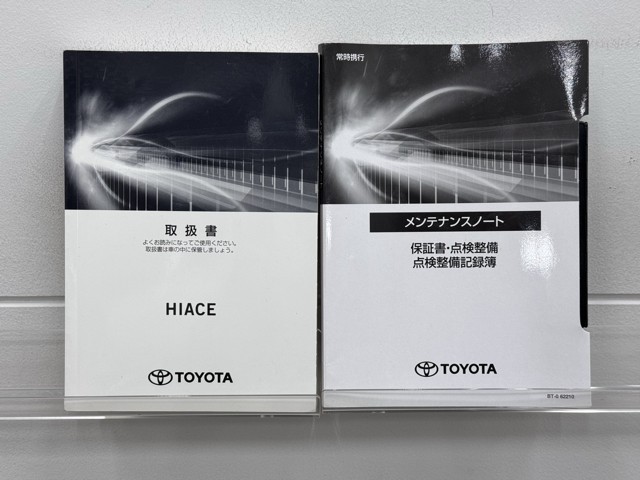 取扱書
よくお読みになってご使用ください。
取扱書は車の中に保管しましょう。
HIACE
TOYOTA
常時携行
メンテナンスノート
保証書・点検整備
点検整備記録簿
TOYOTA
BT-G 62210